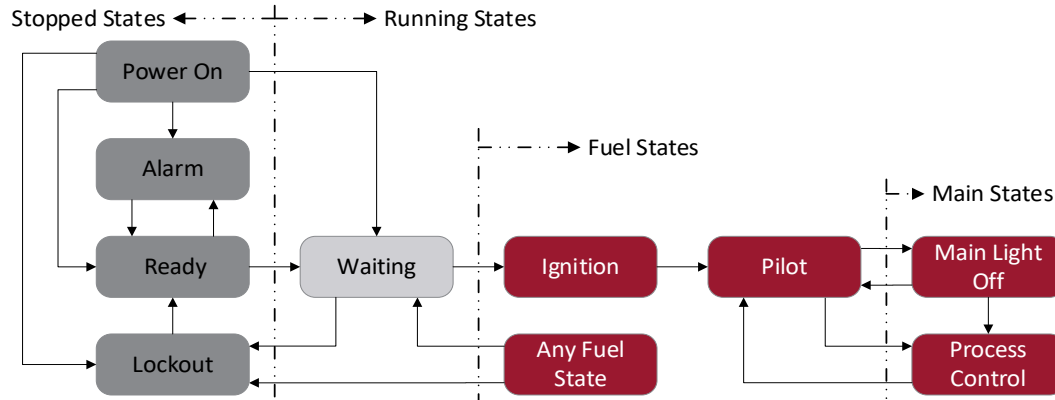 Stopped States
Running States
Power On
Fuel States
Alarm
Main States
Ready
Waiting
Ignition
Pilot
Main Light
Off
Lockout
Any Fuel
State
Process
Control